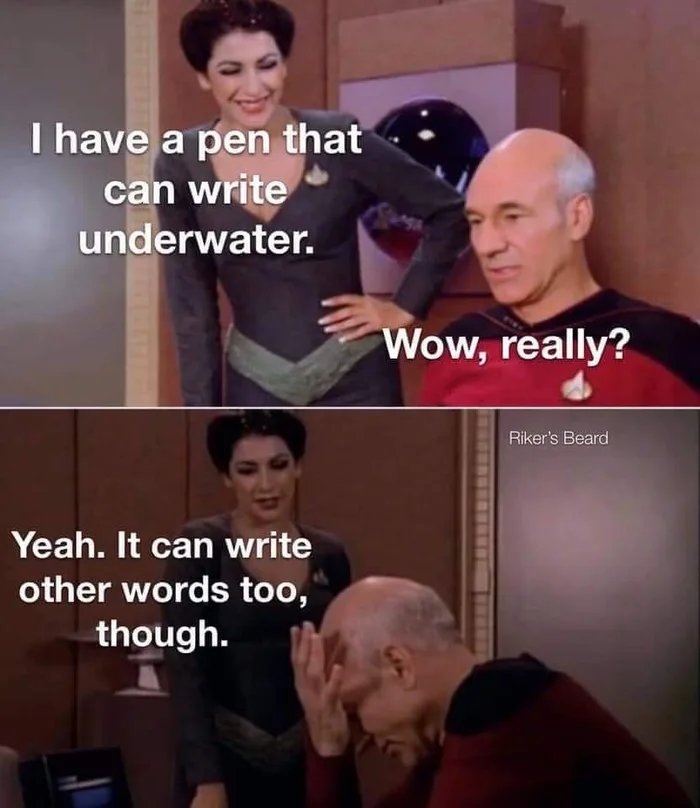 I have a pen that
can write
underwater.
Wow, really?
Riker's Beard
Yeah. It can write
other words too,
though.